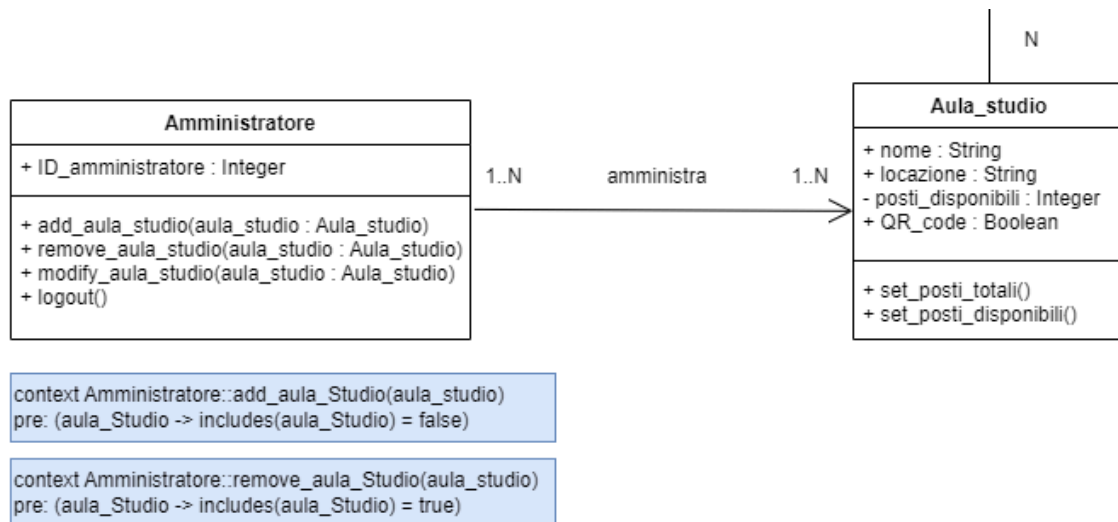 N
Amministratore
+ ID_amministratore : Integer
+ add_aula_studio(aula_studio : Aula_studio)
+ remove_aula_studio(aula_studio : Aula_studio)
+ modify_aula_studio(aula_studio : Aula_studio)
+ logout()
1..N
amministra
1..N
Aula_studio
+ nome : String
+ locazione : String
- posti_disponibili : Integer
+ QR_code : Boolean
+ set_posti_totali()
+ set_posti_disponibili()
context Amministratore::add_aula_Studio(aula_studio)
pre: (aula_Studio -> includes(aula_Studio) = false)
context Amministratore::remove_aula_Studio(aula_studio)
pre: (aula_Studio -> includes(aula_Studio) = true)